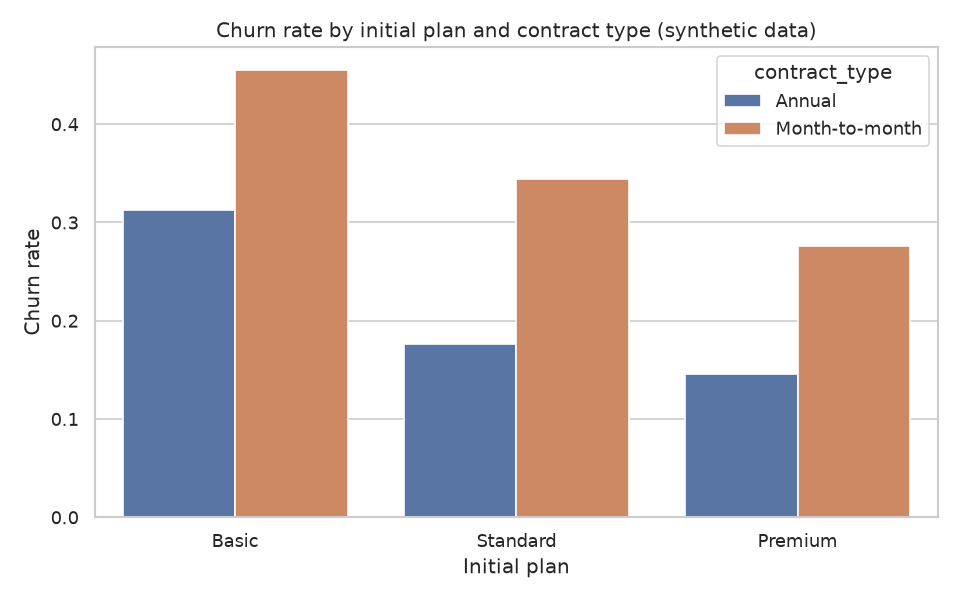 Churn rate by initial plan and contract type (synthetic data)
contract_type
Annual
Month-to-month
Churn rate
0.4
0.3
0.2
0.1
0.0
Basic
Standard
Premium
Initial plan